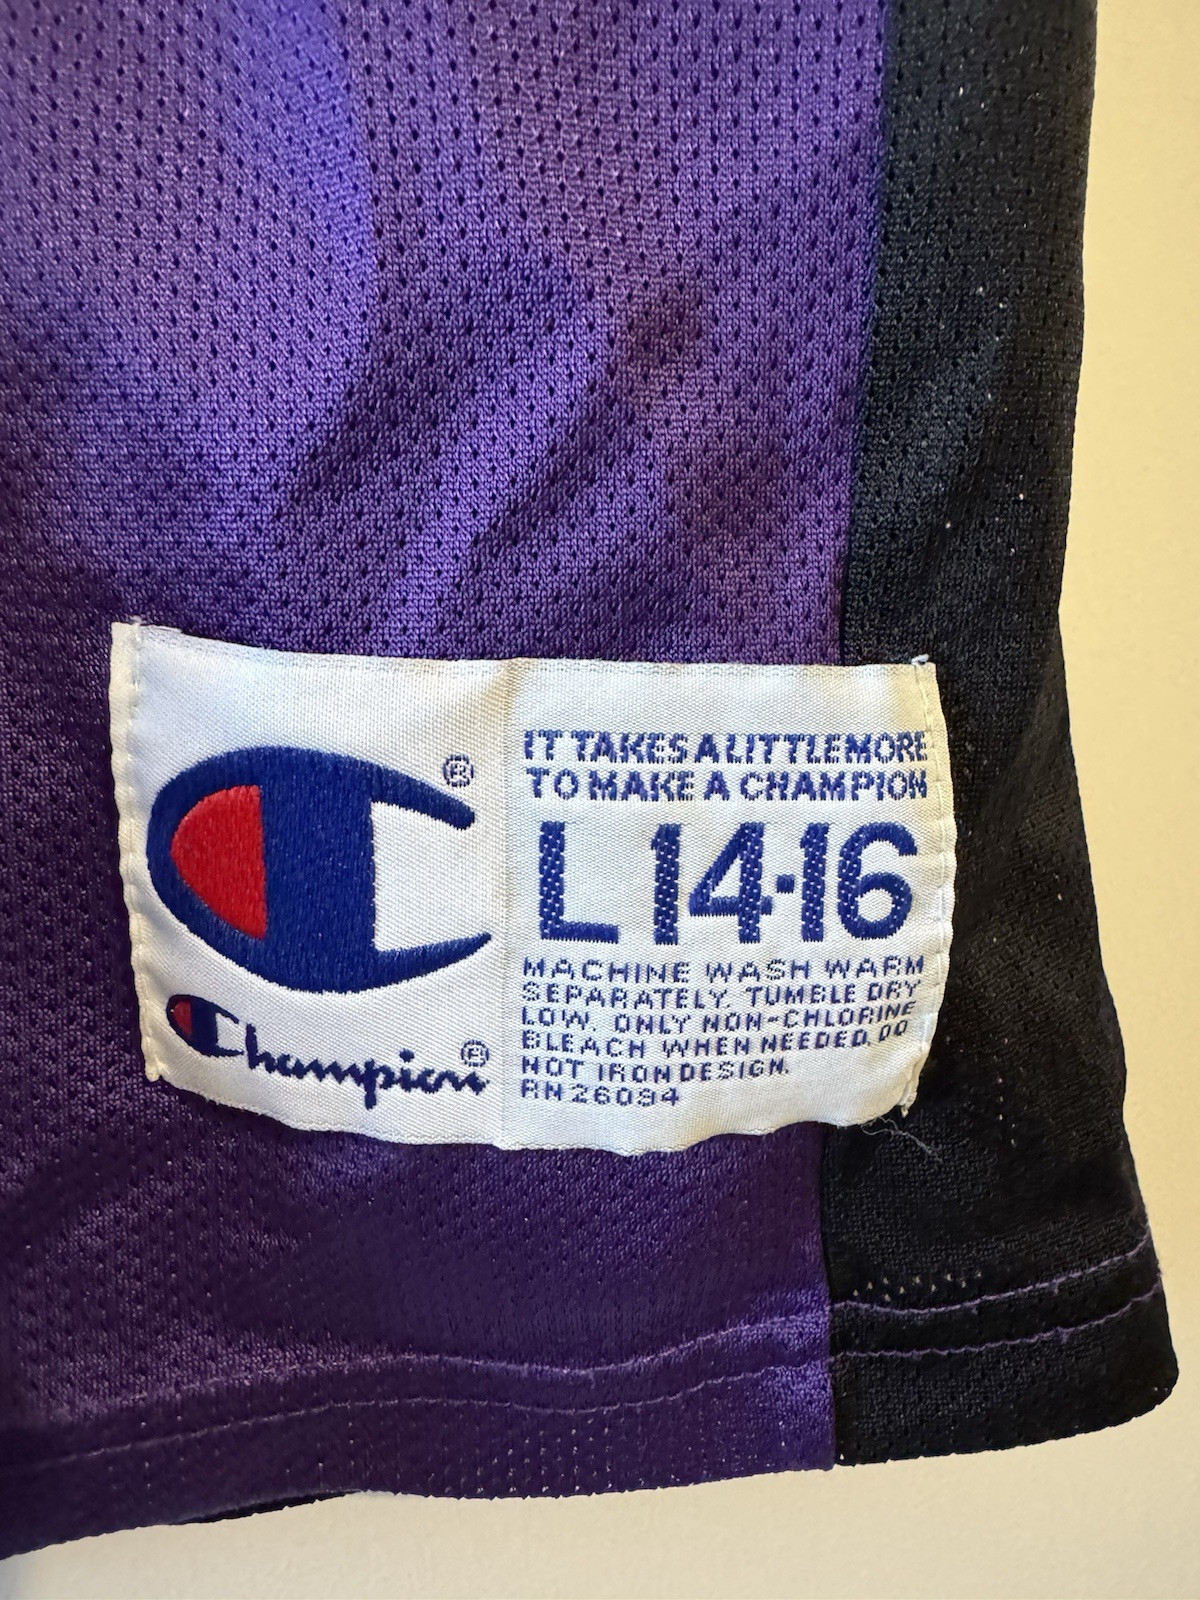 ®
Champion®
IT TAKES A LITTLE MORE
TO MAKE A CHAMPION
L 14-16
MACHINE WASH WARM
SEPARATELY. TUMBLE DRY
LOW. ONLY NON-CHLORINE
BLEACH WHEN NEEDED. DO
NOT IRON DESIGN.
RN 26094